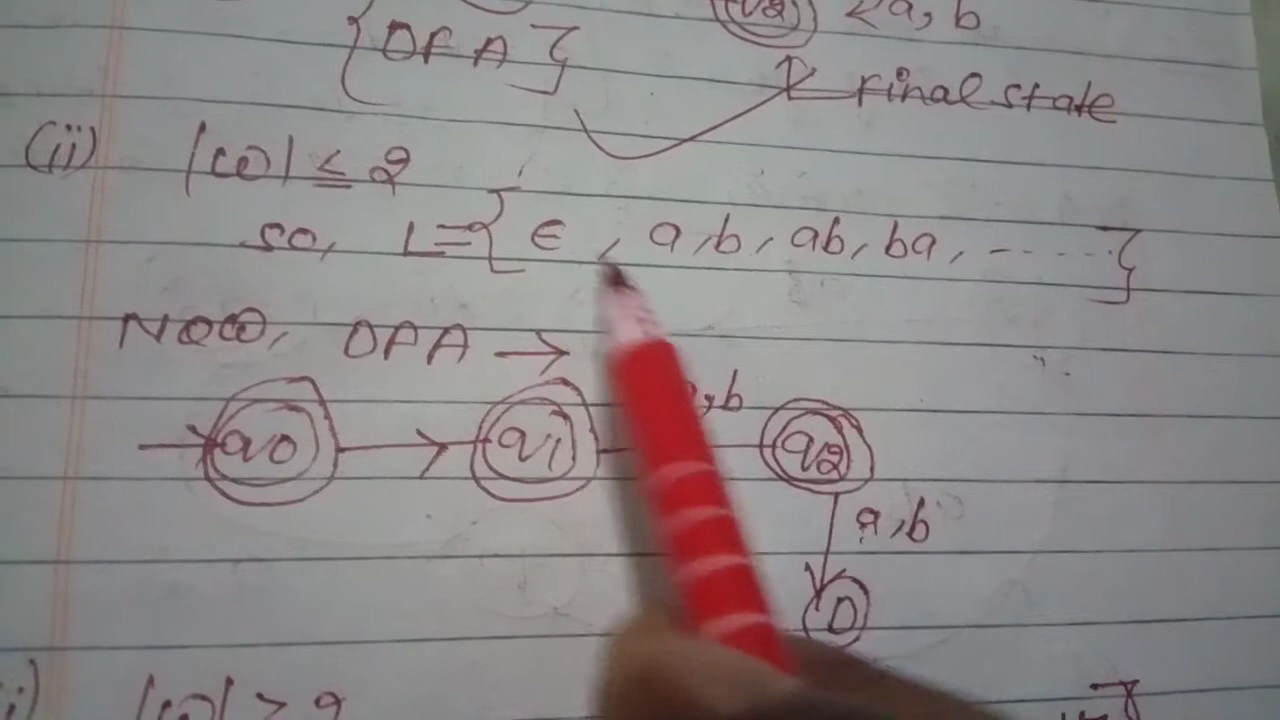 q2 a, b
{DFA}
final state
(ii) |ω| ≤ 2
so, L = { ε, a, b, ab, ba, ----- }
Now, DFA →
b
q0 q1 q2
a, b
D